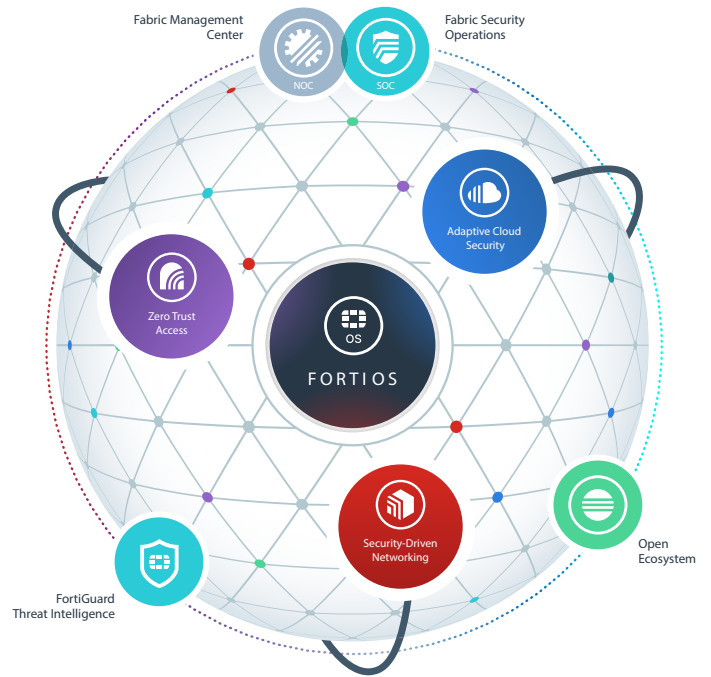 Fabric Management
Center
Fabric Security
Operations
NOC
SOC
Adaptive Cloud
Security
Zero Trust
Access
OS
FORTIOS
Security-Driven
Networking
Open
Ecosystem
FortiGuard
Threat Intelligence